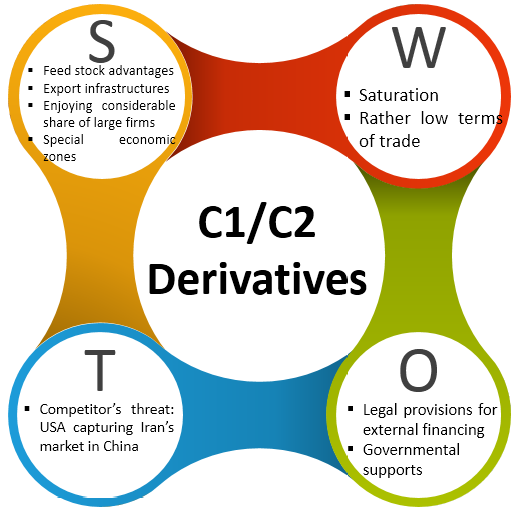 S
▪ Feed stock advantages
▪ Export infrastructures
▪ Enjoying considerable
share of large firms
▪ Special economic
zones
W
▪ Saturation
▪ Rather low terms
of trade
C1/C2
Derivatives
T
▪ Competitor’s threat:
USA capturing Iran’s
market in China
O
▪ Legal provisions for
external financing
▪ Governmental
supports